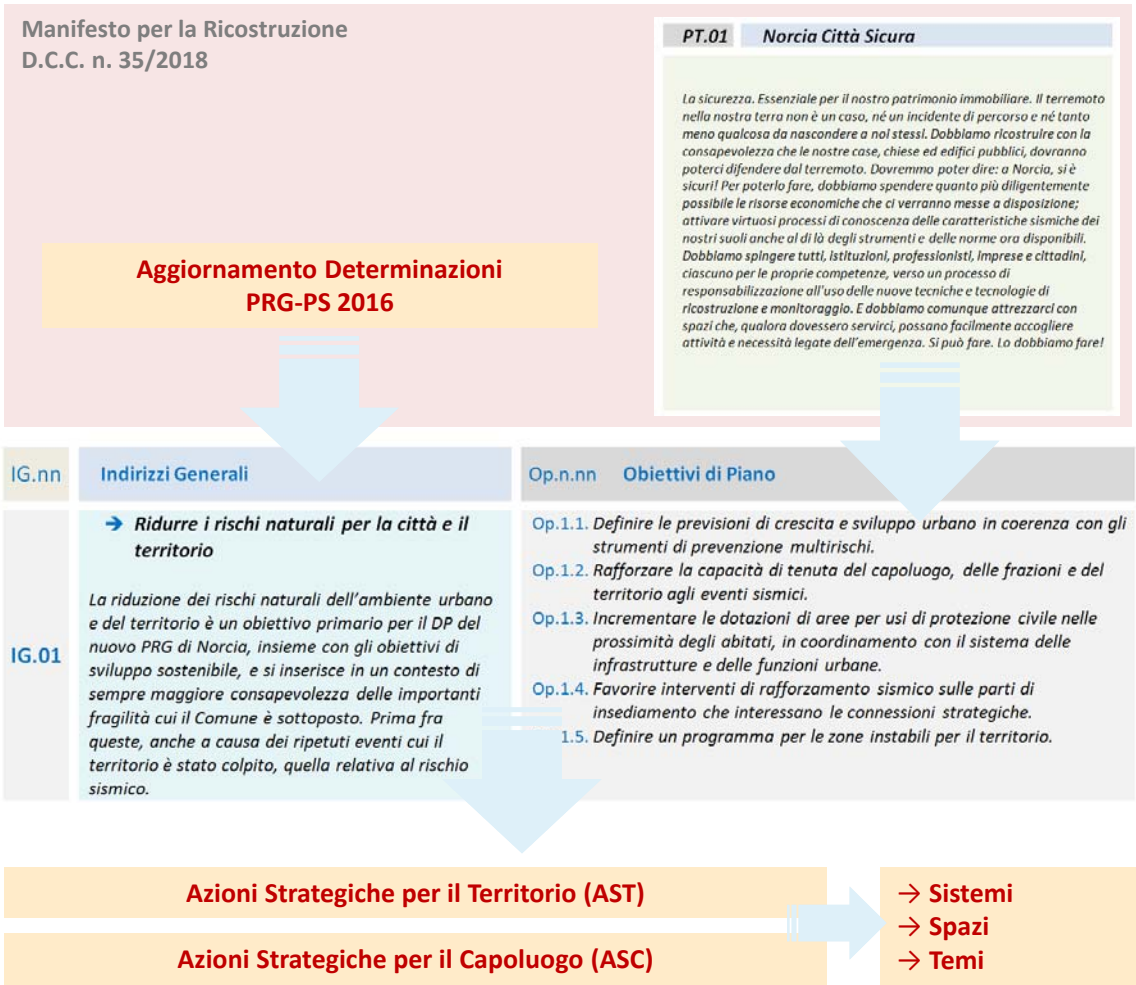 Manifesto per la Ricostruzione
D.C.C. n. 35/2018
PT.01 Norcia Città Sicura
La sicurezza. Essenziale per il nostro patrimonio immobiliare. Il terremoto
nella nostra terra non è un caso, né un incidente di percorso e né tanto
meno qualcosa da nascondere a noi stessi. Dobbiamo ricostruire con la
consapevolezza che le nostre case, chiese ed edifici pubblici, dovranno
poterci difendere dal terremoto. Dovremmo poter dire: a Norcia, si è
sicuri! Per poterlo fare, dobbiamo spendere quanto più diligentemente
possibile le risorse economiche che ci verranno messe a disposizione;
attivare virtuosi processi di conoscenza delle caratteristiche sismiche dei
nostri suoli anche al di là degli strumenti e delle norme ora disponibili.
Dobbiamo spingere tutti, istituzioni, professionisti, imprese e cittadini,
ciascuno per le proprie competenze, verso un processo di
responsabilizzazione all'uso delle nuove tecniche e tecnologie di
ricostruzione e monitoraggio. E dobbiamo comunque attrezzarci con
spazi che, qualora dovessero servirci, possano facilmente accogliere
attività e necessità legate dell'emergenza. Si può fare. Lo dobbiamo fare!
Aggiornamento Determinazioni
PRG-PS 2016
IG.nn Indirizzi Generali
Op.n.nn Obiettivi di Piano
IG.01
→ Ridurre i rischi naturali per la città e il
territorio
La riduzione dei rischi naturali dell'ambiente urbano
e del territorio è un obiettivo primario per il DP del
nuovo PRG di Norcia, insieme con gli obiettivi di
sviluppo sostenibile, e si inserisce in un contesto di
sempre maggiore consapevolezza delle importanti
fragilità cui il Comune è sottoposto. Prima fra
queste, anche a causa dei ripetuti eventi cui il
territorio è stato colpito, quella relativa al rischio
sismico.
Op.1.1. Definire le previsioni di crescita e sviluppo urbano in coerenza con gli
strumenti di prevenzione multirischi.
Op.1.2. Rafforzare la capacità di tenuta del capoluogo, delle frazioni e del
territorio agli eventi sismici.
Op.1.3. Incrementare le dotazioni di aree per usi di protezione civile nelle
prossimità degli abitati, in coordinamento con il sistema delle
infrastrutture e delle funzioni urbane.
Op.1.4. Favorire interventi di rafforzamento sismico sulle parti di
insediamento che interessano le connessioni strategiche.
1.5. Definire un programma per le zone instabili per il territorio.
Azioni Strategiche per il Territorio (AST)
Azioni Strategiche per il Capoluogo (ASC)
→ Sistemi
→ Spazi
→ Temi